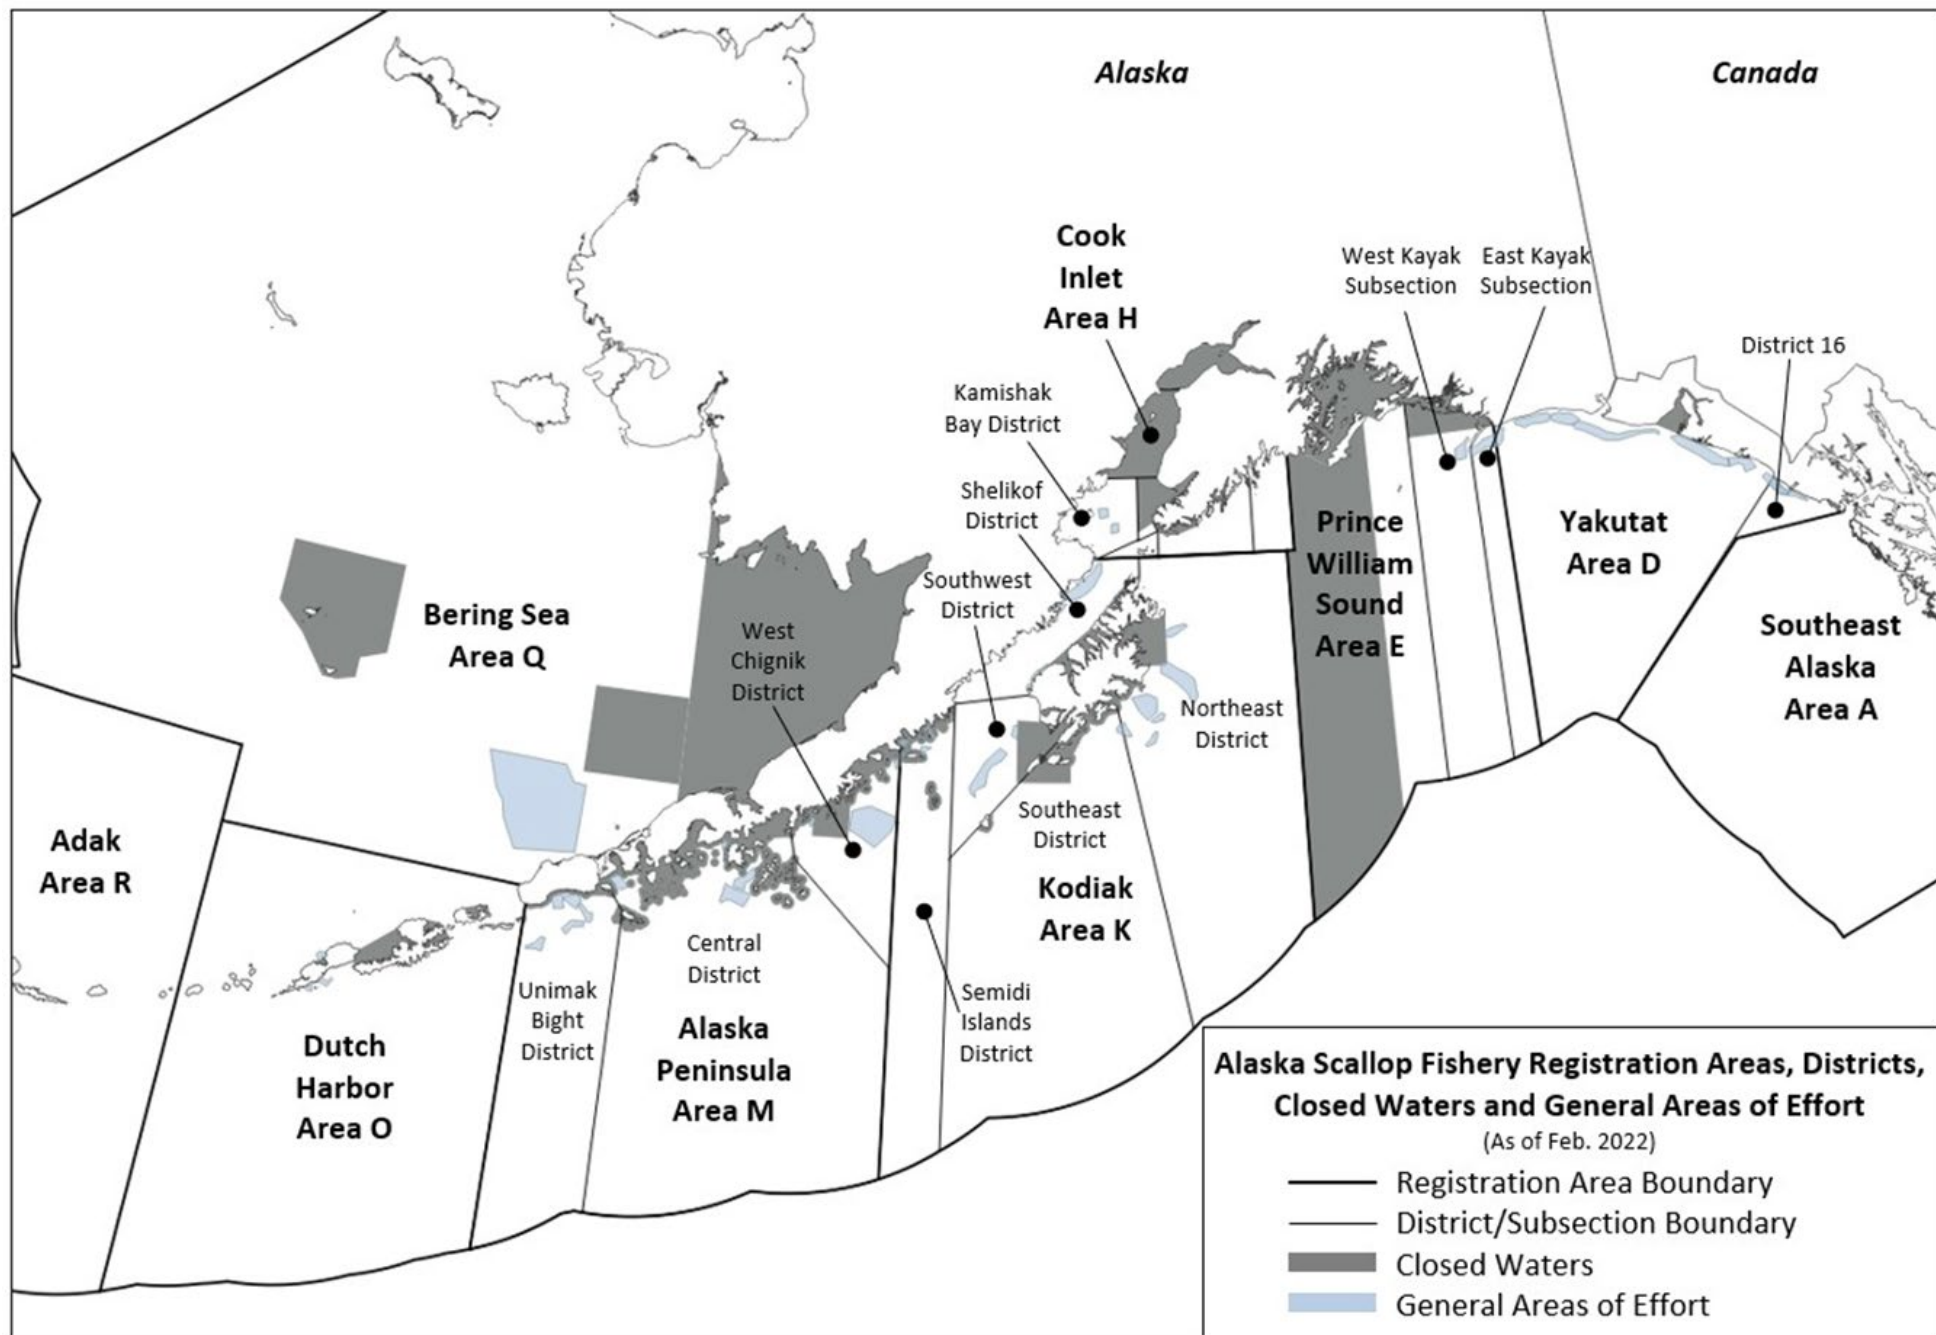 Alaska
Canada
Cook
Inlet
Area H
West Kayak
Subsection
East Kayak
Subsection
District 16
Kamishak
Bay District
Shelikof
District
Southwest
District
West
Chignik
District
Bering Sea
Area Q
Prince
William
Sound
Area E
Yakutat
Area D
Southeast
Alaska
Area A
Northeast
District
Southeast
District
Kodiak
Area K
Adak
Area R
Central
District
Unimak
Bight
District
Semidi
Islands
District
Alaska
Peninsula
Area M
Dutch
Harbor
Area O
Alaska Scallop Fishery Registration Areas, Districts,
Closed Waters and General Areas of Effort
(As of Feb. 2022)
Registration Area Boundary
District/Subsection Boundary
Closed Waters
General Areas of Effort